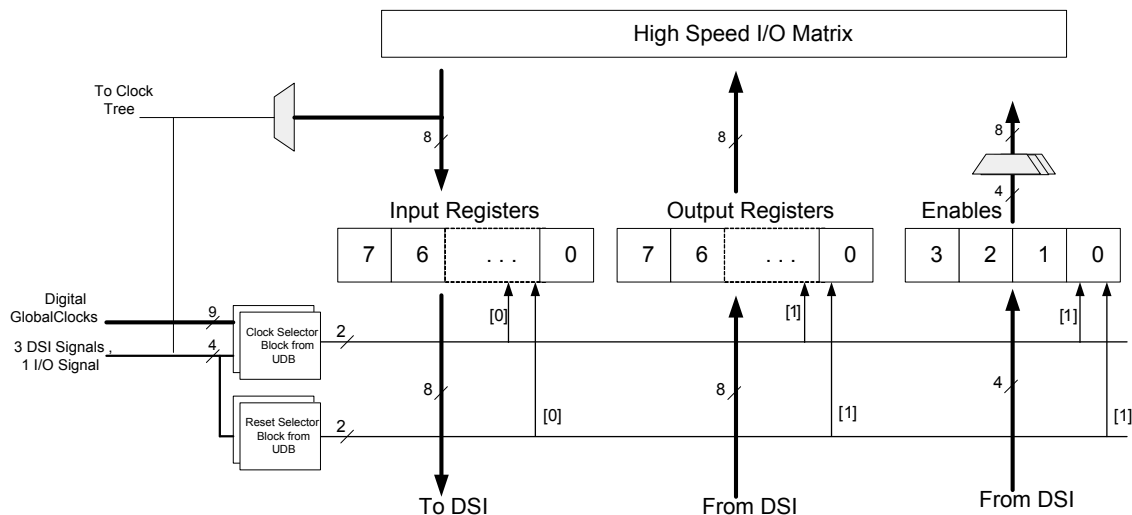 High Speed I/O Matrix
To Clock
Tree
8
8
8
4
Input Registers
Output Registers
Enables
7 6 . . . 0
7 6 . . . 0
3 2 1 0
Digital
GlobalClocks
9
3 DSI Signals ,
1 I/O Signal
4
Clock Selector
Block from
UDB
2
[0]
[1]
[1]
8
8
4
Reset Selector
Block from
UDB
2
[0]
[1]
[1]
To DSI
From DSI
From DSI